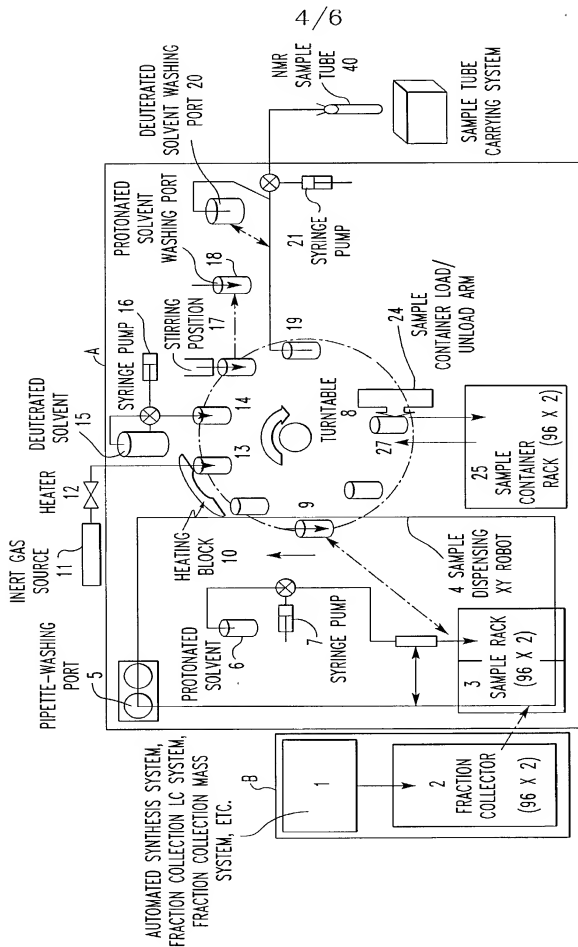 4/6
A
INERT GAS
SOURCE
11
HEATER
12
DEUTERATED
SOLVENT
15
SYRINGE PUMP 16
PROTONATED
SOLVENT
WASHING PORT
DEUTERATED
SOLVENT WASHING
PORT 20
NMR
SAMPLE
TUBE
40
SAMPLE TUBE
CARRYING SYSTEM
PIPETTE-WASHING
PORT
5
HEATING
BLOCK
10
13
14
STIRRING
POSITION
17
18
19
21
SYRINGE
PUMP
TURNTABLE
8
9
PROTONATED
SOLVENT
6
SYRINGE PUMP
7
27
24
SAMPLE
CONTAINER LOAD/
UNLOAD ARM
25
SAMPLE
CONTAINER
RACK (96 X 2)
4 SAMPLE
DISPENSING
XY ROBOT
3
SAMPLE RACK
(96 X 2)
AUTOMATED SYNTHESIS SYSTEM,
FRACTION COLLECTION LC SYSTEM,
FRACTION COLLECTION MASS
SYSTEM, ETC.
B
1
2
FRACTION
COLLECTOR
(96 X 2)